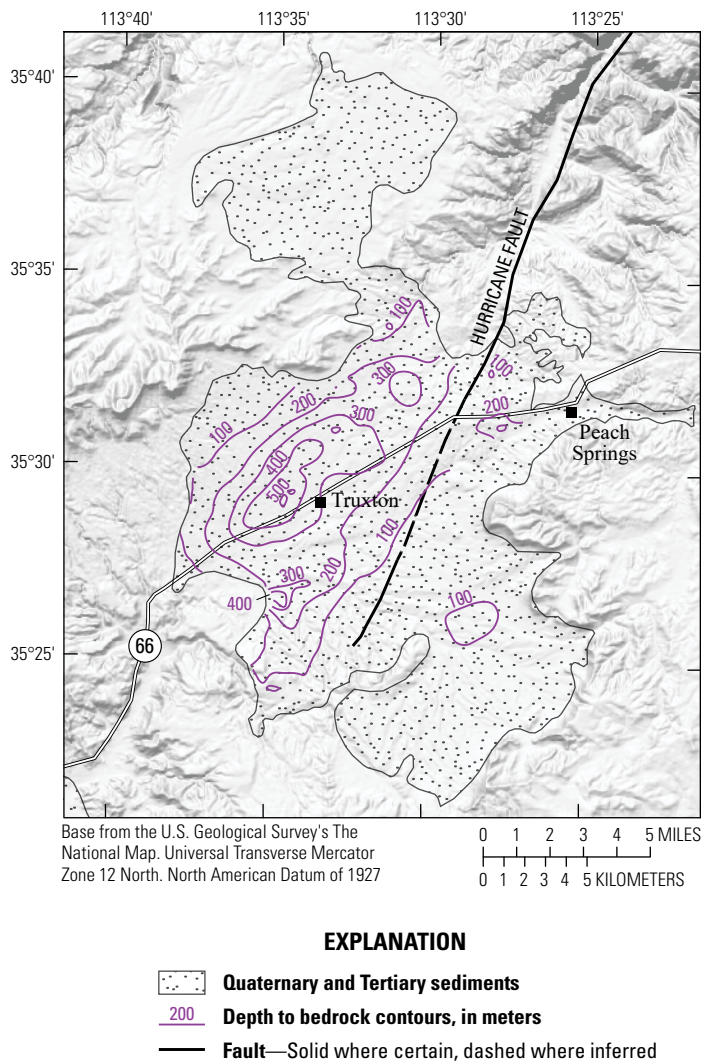 113°40' 113°35' 113°30' 113°25'
35°40'
35°35'
35°30'
35°25'
HURRICANE FAULT
100
300
200
100
300
100
200
400
500
100
200
300
400
100
Peach
Springs
Truxton
66
Base from the U.S. Geological Survey's The
National Map. Universal Transverse Mercator
Zone 12 North. North American Datum of 1927
0 1 2 3 4 5 MILES
0 1 2 3 4 5 KILOMETERS
EXPLANATION
Quaternary and Tertiary sediments
200 Depth to bedrock contours, in meters
Fault—Solid where certain, dashed where inferred